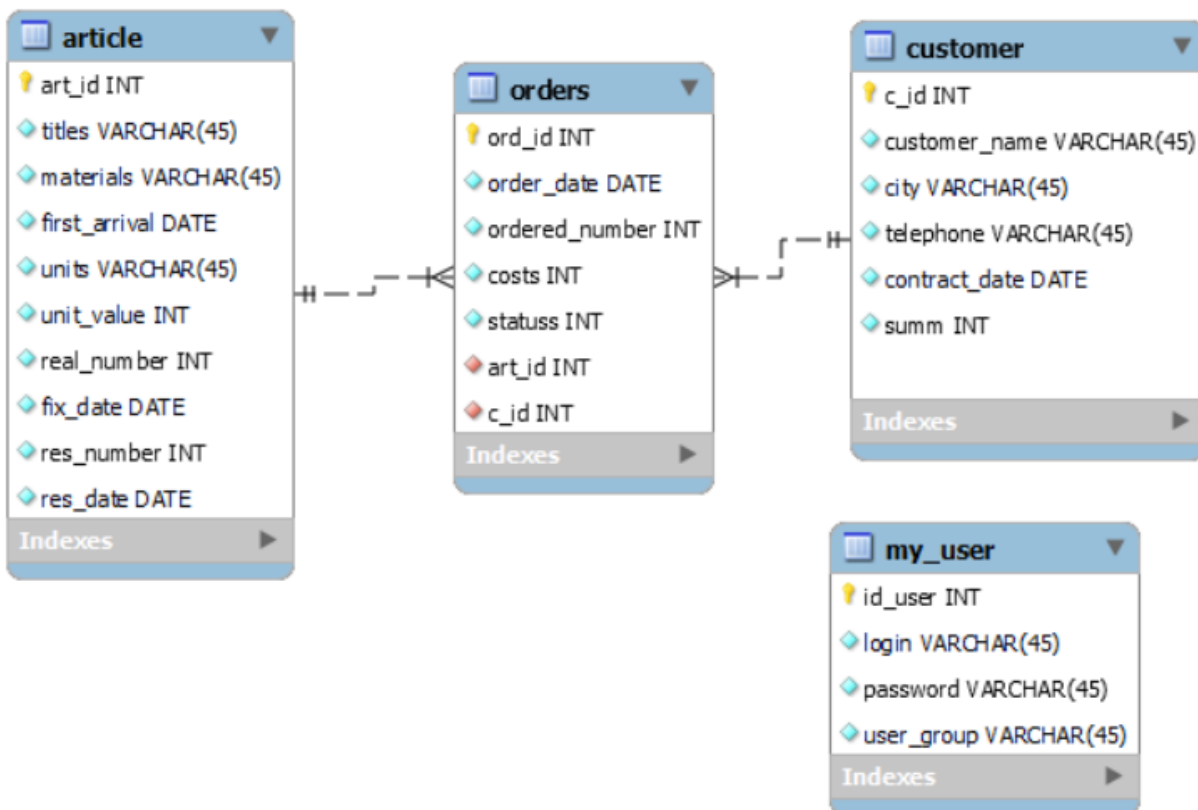 article
art_id INT
titles VARCHAR(45)
materials VARCHAR(45)
first_arrival DATE
units VARCHAR(45)
unit_value INT
real_number INT
fix_date DATE
res_number INT
res_date DATE
Indexes
orders
ord_id INT
order_date DATE
ordered_number INT
costs INT
statuss INT
art_id INT
c_id INT
Indexes
customer
c_id INT
customer_name VARCHAR(45)
city VARCHAR(45)
telephone VARCHAR(45)
contract_date DATE
summ INT
Indexes
my_user
id_user INT
login VARCHAR(45)
password VARCHAR(45)
user_group VARCHAR(45)
Indexes